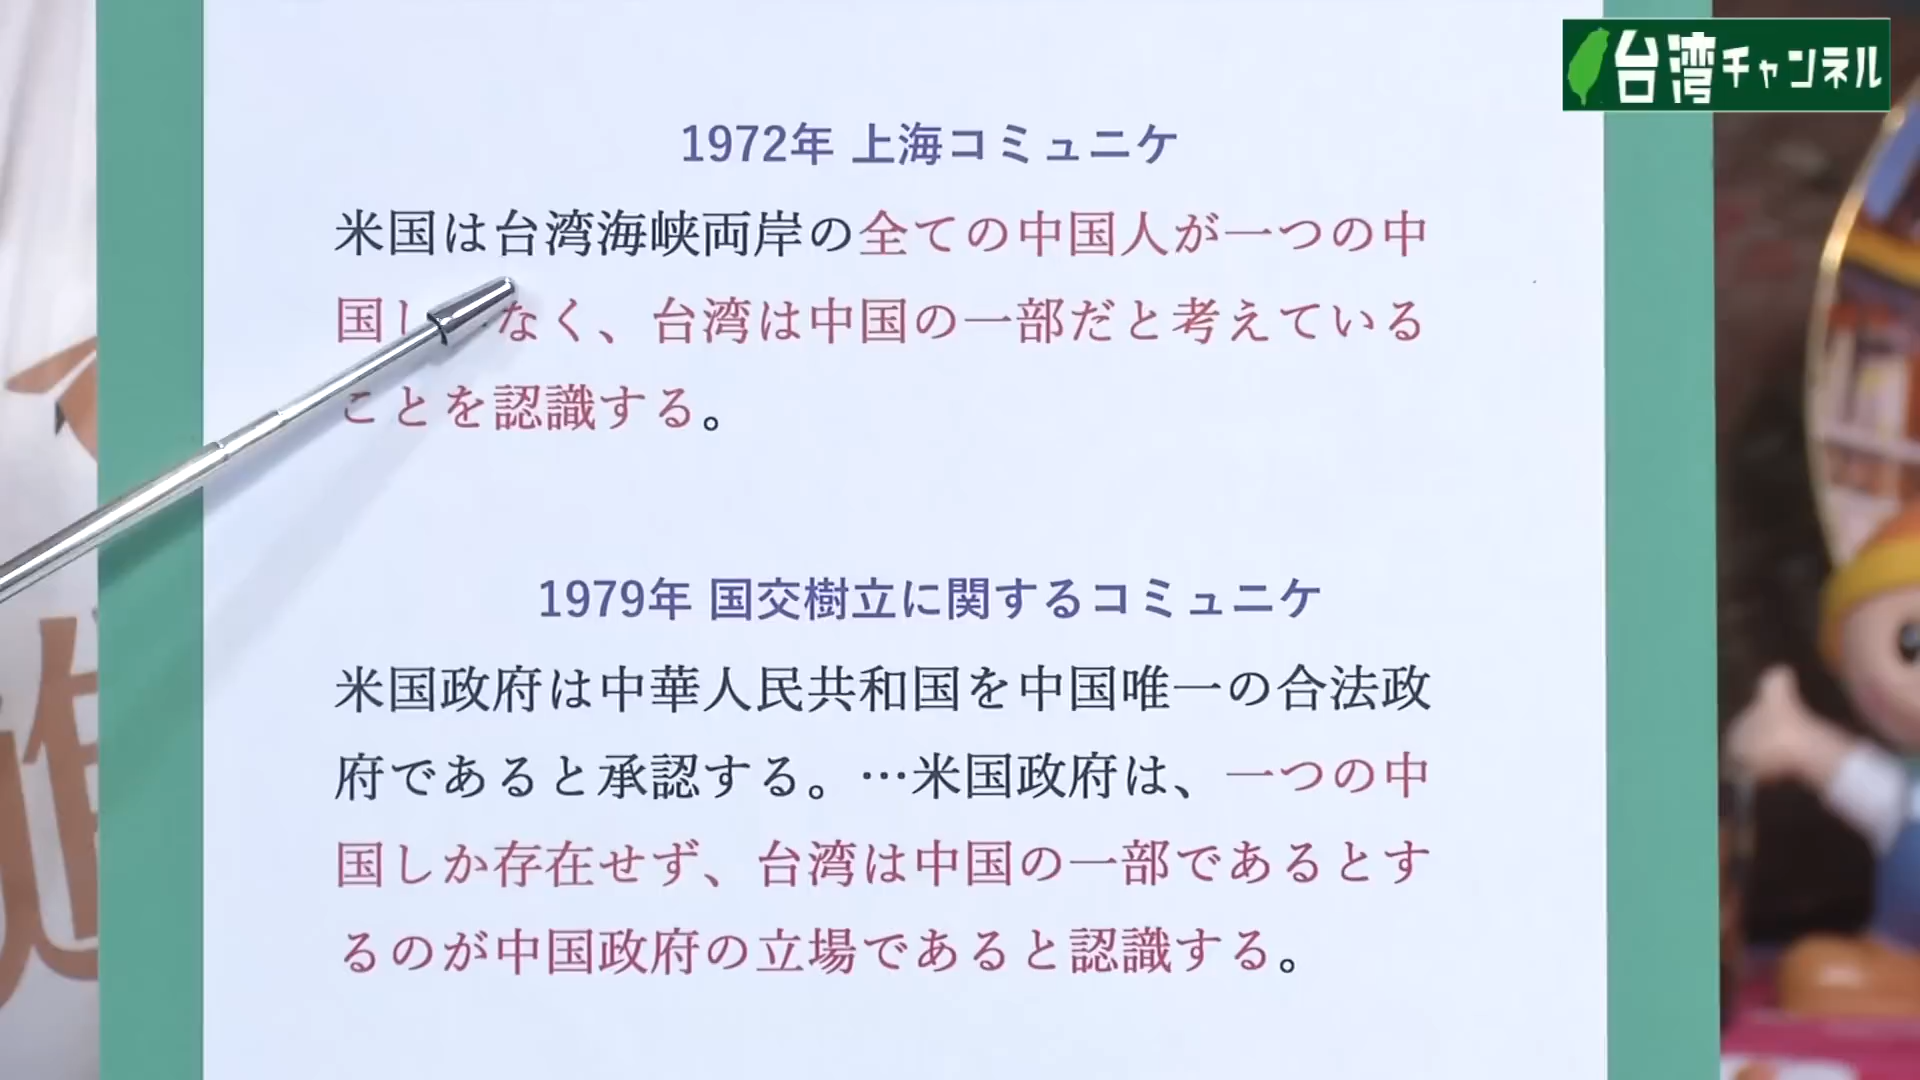 台湾チャンネル
1972年 上海コミュニケ
米国は台湾海峡両岸の全ての中国人が一つの中
国し なく、台湾は中国の一部だと考えている
ことを認識する。
1979年 国交樹立に関するコミュニケ
米国政府は中華人民共和国を中国唯一の合法政
府であると承認する。…米国政府は、一つの中
国しか存在せず、台湾は中国の一部であるとす
るのが中国政府の立場であると認識する。